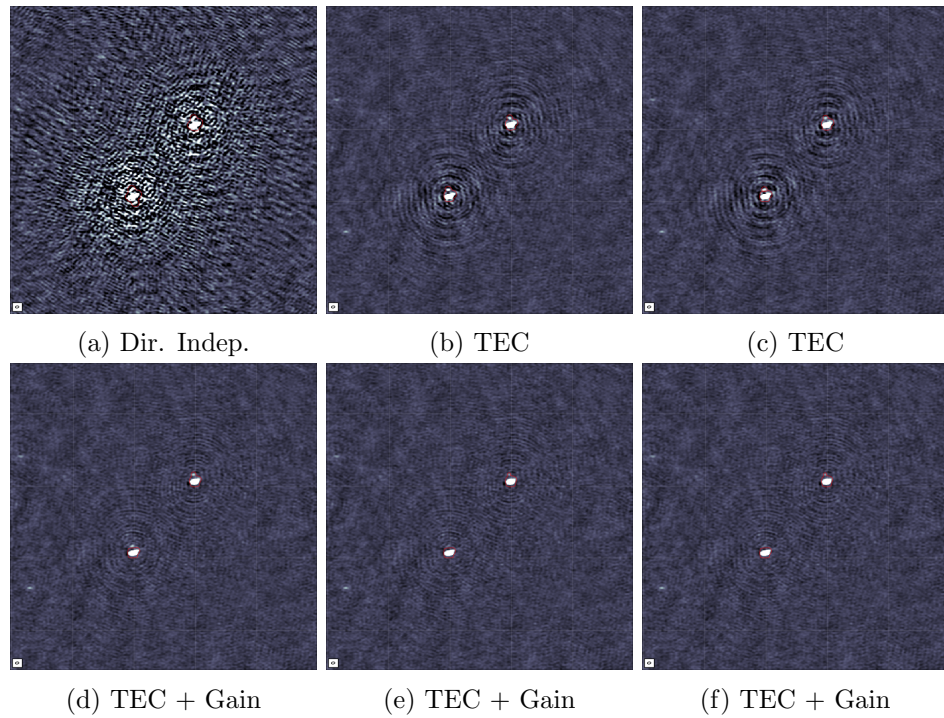 (a) Dir. Indep.
(b) TEC
(c) TEC
(d) TEC + Gain
(e) TEC + Gain
(f) TEC + Gain